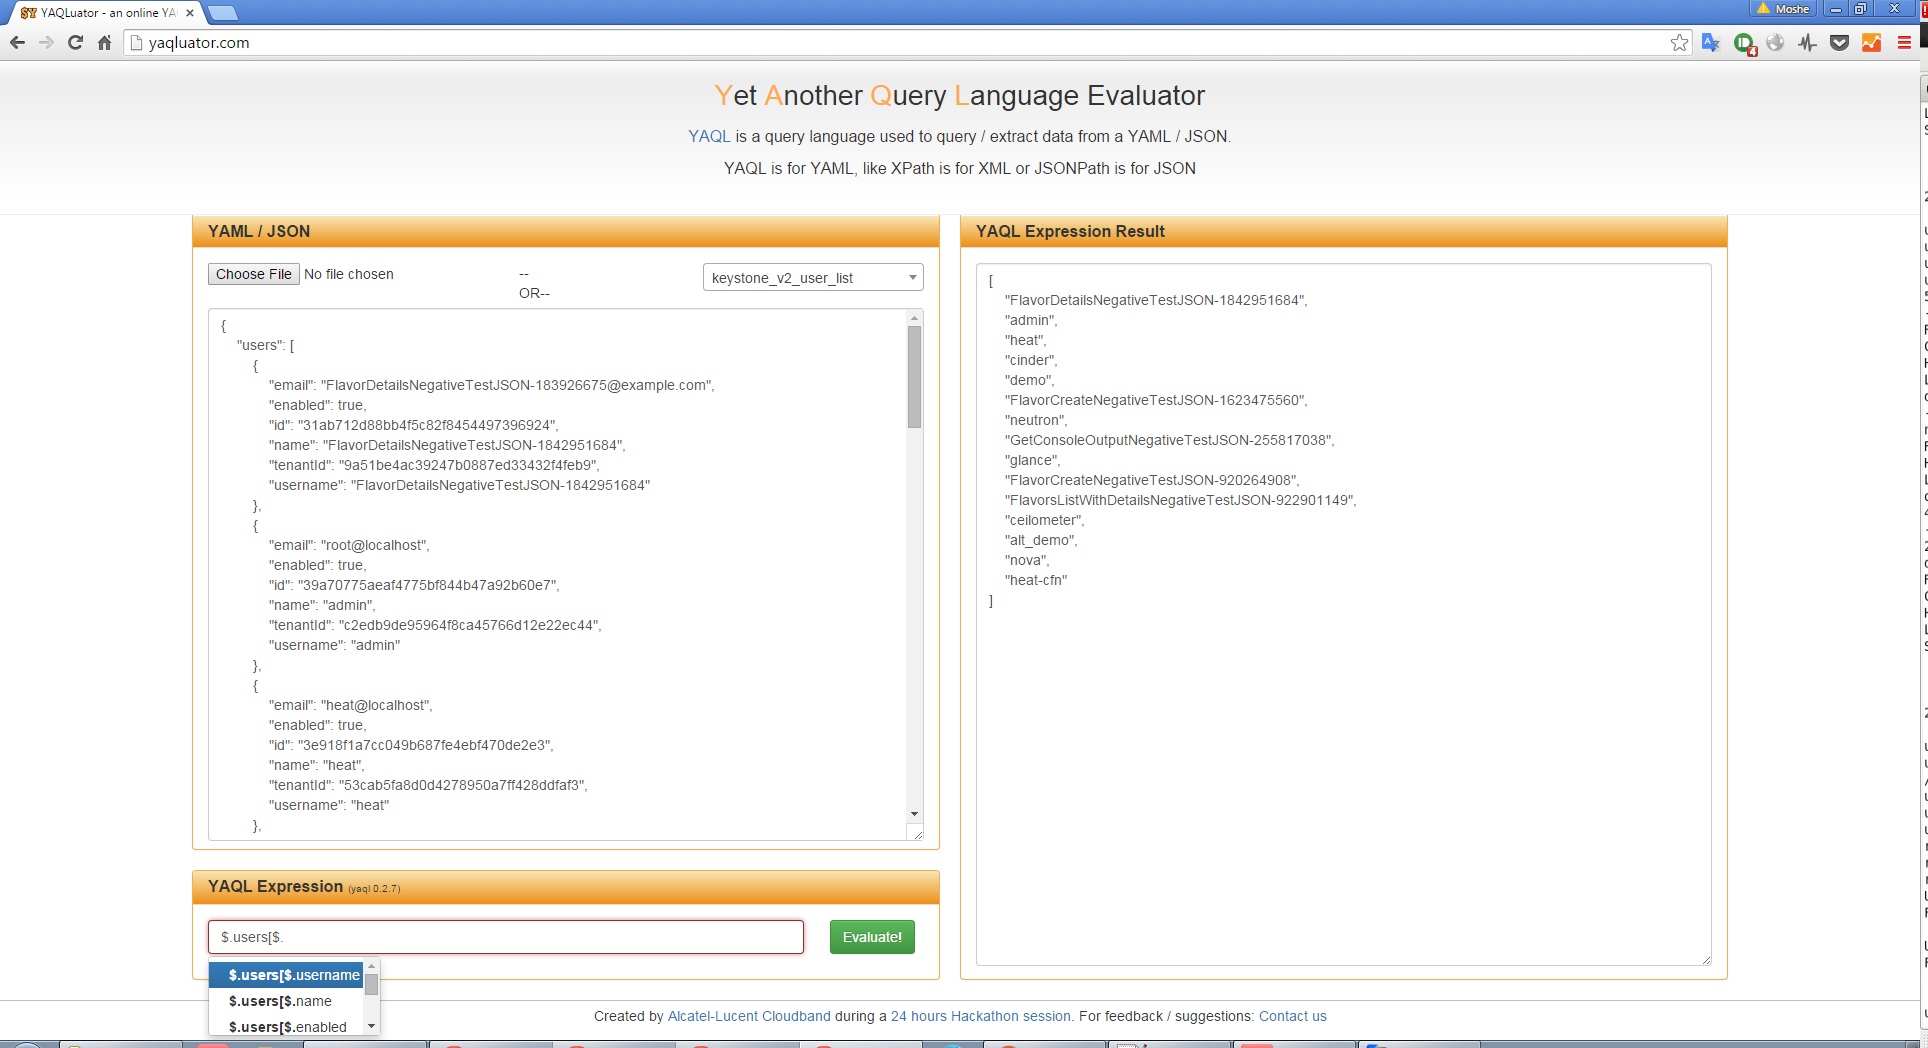 YAQLuator - an online YA
Moshe
yaqluator.com
4
Yet Another Query Language Evaluator
YAQL is a query language used to query / extract data from a YAML / JSON.
YAQL is for YAML, like XPath is for XML or JSONPath is for JSON
YAML / JSON
Choose File No file chosen
--
OR--
keystone_v2_user_list
{
"users": [
{
"email": "FlavorDetailsNegativeTestJSON-183926675@example.com",
"enabled": true,
"id": "31ab712d88bb4f5c82f8454497396924",
"name": "FlavorDetailsNegativeTestJSON-1842951684",
"tenantId": "9a51be4ac39247b0887ed33432f4feb9",
"username": "FlavorDetailsNegativeTestJSON-1842951684"
},
{
"email": "root@localhost",
"enabled": true,
"id": "39a70775aeaf4775bf844b47a92b60e7",
"name": "admin",
"tenantId": "c2edb9de95964f8ca45766d12e22ec44",
"username": "admin"
},
{
"email": "heat@localhost",
"enabled": true,
"id": "3e918f1a7cc049b687fe4ebf470de2e3",
"name": "heat",
"tenantId": "53cab5fa8d0d4278950a7ff428ddfaf3",
"username": "heat"
},
YAQL Expression (yaql 0.2.7)
$.users[$.
Evaluate!
$.users[$.username
$.users[$.name
$.users[$.enabled
YAQL Expression Result
[
"FlavorDetailsNegativeTestJSON-1842951684",
"admin",
"heat",
"cinder",
"demo",
"FlavorCreateNegativeTestJSON-1623475560",
"neutron",
"GetConsoleOutputNegativeTestJSON-255817038",
"glance",
"FlavorCreateNegativeTestJSON-920264908",
"FlavorsListWithDetailsNegativeTestJSON-922901149",
"ceilometer",
"alt_demo",
"nova",
"heat-cfn"
]
Created by Alcatel-Lucent Cloudband during a 24 hours Hackathon session. For feedback / suggestions: Contact us